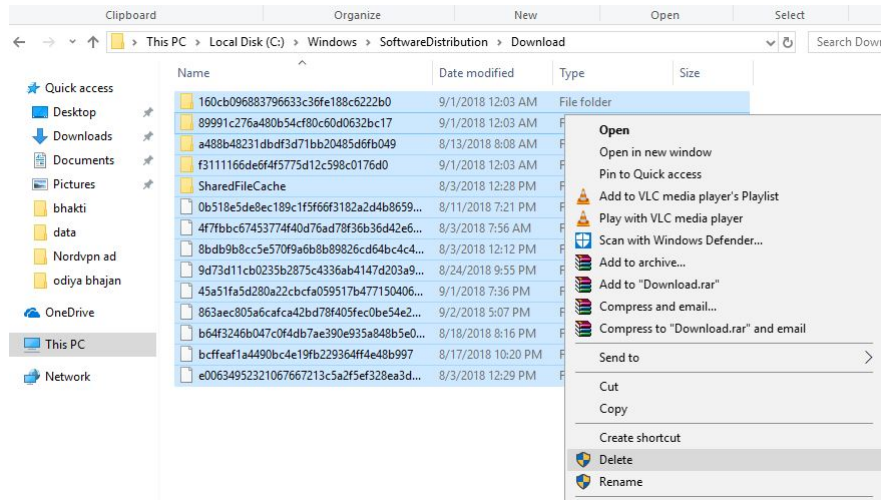 Clipboard Organize New Open Select
This PC > Local Disk (C:) > Windows > SoftwareDistribution > Download Search Down
Name Date modified Type Size
Quick access
Desktop
Downloads
Documents
Pictures
bhakti
data
Nordvpn ad
odiya bhajan
OneDrive
This PC
Network
160cb096883796633c36fe188c6222b0 9/1/2018 12:03 AM File folder
89991c276a480b54cf80c60d0632bc17 9/1/2018 12:03 AM F
a488b48231dbdf3d71bb20485d6fb049 8/13/2018 8:08 AM F
f3111166de6f4f5775d12c598c0176d0 9/1/2018 12:03 AM F
SharedFileCache 8/3/2018 12:28 PM F
0b518e5de8ec189c1f5f66f3182a2d4b8659... 8/11/2018 7:21 PM F
4f7fbbc67453774f40d76ad78f36b36d42e6... 8/3/2018 7:56 AM F
8bdb9b8cc5e570f9a6b8b89826cd64bc4c4... 8/3/2018 12:12 PM F
9d73d11cb0235b2875c4336ab4147d203a9... 8/24/2018 9:55 PM F
45a51fa5d280a22cbcfa059517b477150406... 9/1/2018 7:36 PM F
863aec805a6cafca42bd78f405fec0be54e2... 9/2/2018 5:07 PM F
b64f3246b047c0f4db7ae390e935a848b5e0... 8/18/2018 8:16 PM F
bcffeaf1a4490bc4e19fb229364ff4e48b997 8/17/2018 10:20 PM F
e00634952321067667213c5a2f5ef328ea3d... 8/3/2018 12:29 PM F
Open
Open in new window
Pin to Quick access
Add to VLC media player's Playlist
Play with VLC media player
Scan with Windows Defender...
Add to archive...
Add to "Download.rar"
Compress and email...
Compress to "Download.rar" and email
Send to
Cut
Copy
Create shortcut
Delete
Rename